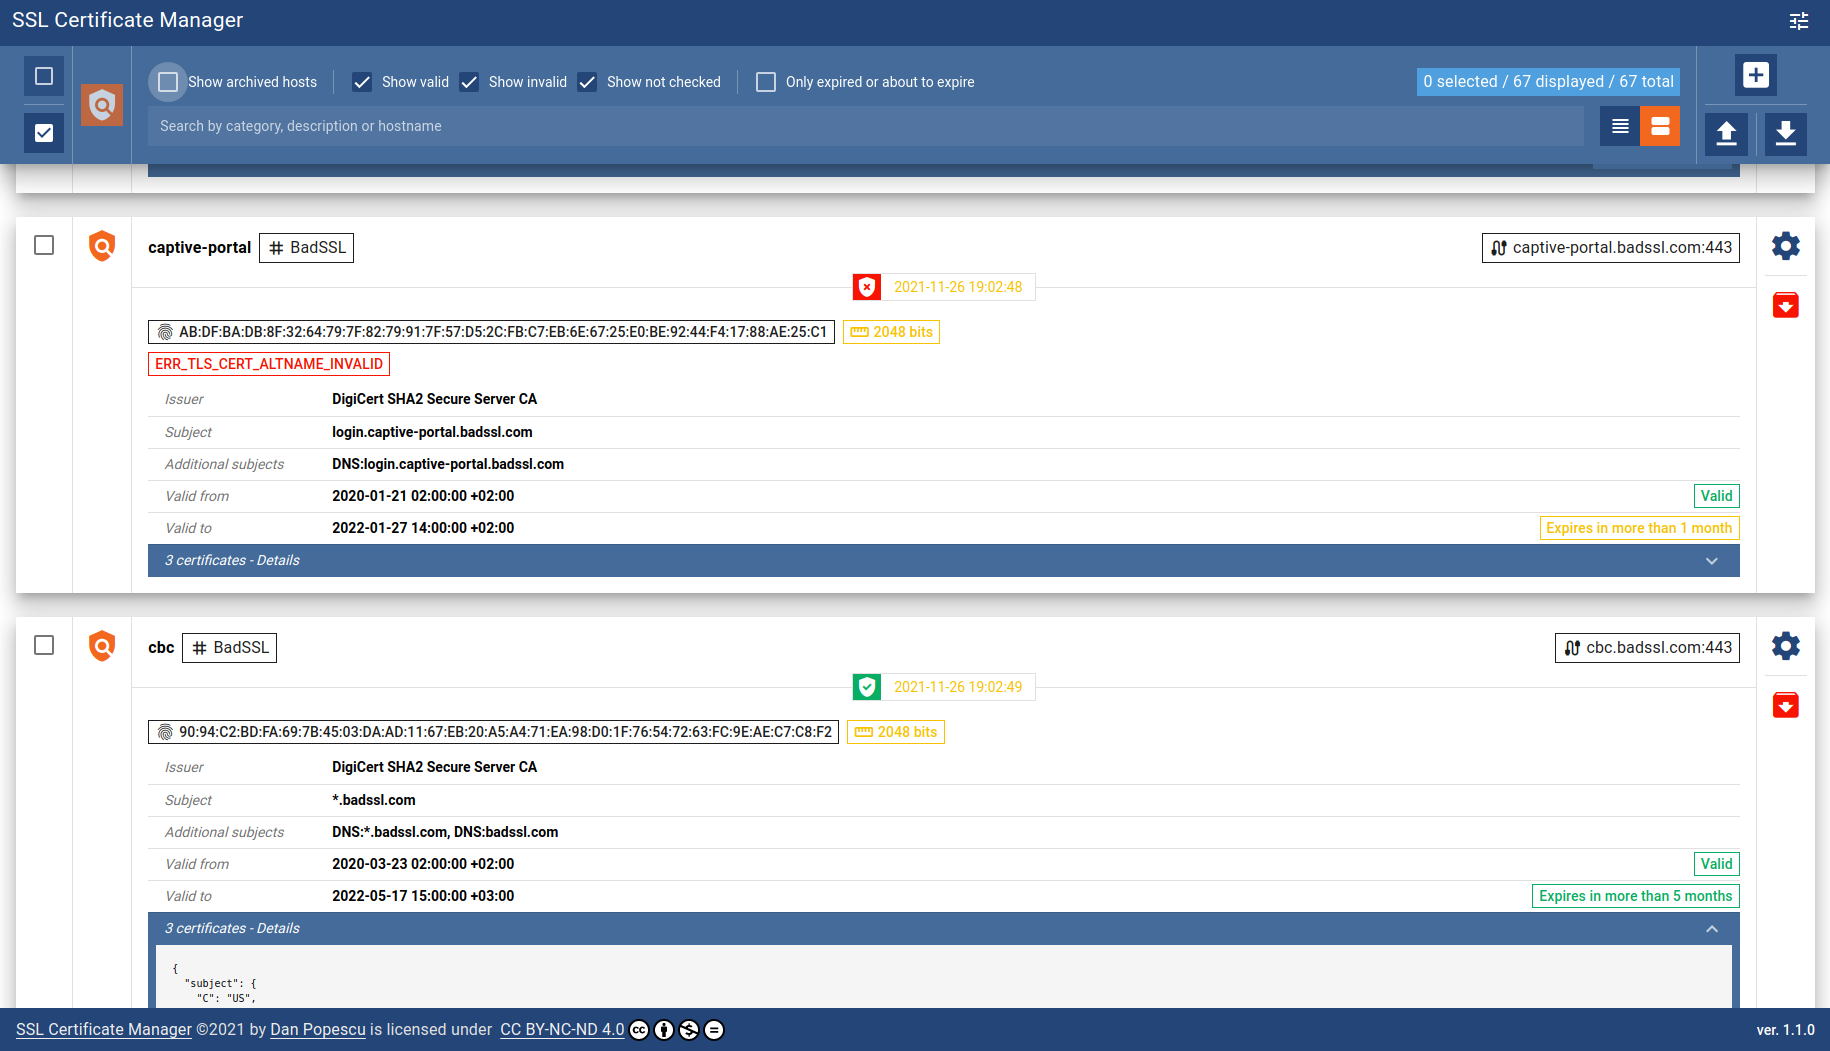 SSL Certificate Manager
Show archived hosts
Show valid
Show invalid
Show not checked
Only expired or about to expire
0 selected / 67 displayed / 67 total
Search by category, description or hostname
captive-portal
# BadSSL
captive-portal.badssl.com:443
2021-11-26 19:02:48
AB:DF:BA:DB:8F:32:64:79:7F:82:79:91:7F:57:D5:2C:FB:C7:EB:6E:67:25:E0:BE:92:44:F4:17:88:AE:25:C1
2048 bits
ERR_TLS_CERT_ALTNAME_INVALID
Issuer DigiCert SHA2 Secure Server CA
Subject login.captive-portal.badssl.com
Additional subjects DNS:login.captive-portal.badssl.com
Valid from 2020-01-21 02:00:00 +02:00 Valid
Valid to 2022-01-27 14:00:00 +02:00 Expires in more than 1 month
3 certificates - Details
cbc
# BadSSL
cbc.badssl.com:443
2021-11-26 19:02:49
90:94:C2:BD:FA:69:7B:45:03:DA:AD:11:67:EB:20:A5:A4:71:EA:98:D0:1F:76:54:72:63:FC:9E:AE:C7:C8:F2
2048 bits
Issuer DigiCert SHA2 Secure Server CA
Subject *.badssl.com
Additional subjects DNS:*.badssl.com, DNS:badssl.com
Valid from 2020-03-23 02:00:00 +02:00 Valid
Valid to 2022-05-17 15:00:00 +03:00 Expires in more than 5 months
3 certificates - Details
{
"subject": {
"C": "US",
SSL Certificate Manager ©2021 by Dan Popescu is licensed under CC BY-NC-ND 4.0
ver. 1.1.0